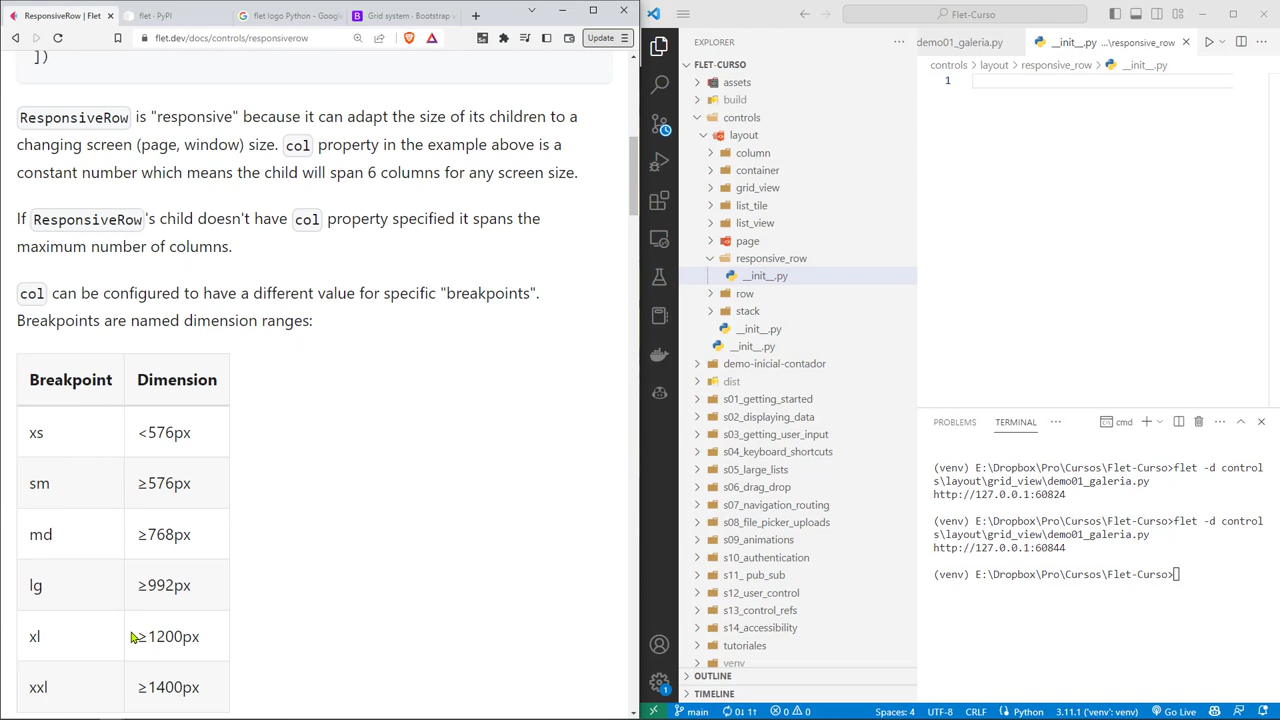 ResponsiveRow | Flet
flet · PyPI
flet logo Python – Google
Grid system · Bootstrap v
flet.dev/docs/controls/responsiverow
Update
])
ResponsiveRow is "responsive" because it can adapt the size of its children to a
changing screen (page, window) size. col property in the example above is a
constant number which means the child will span 6 columns for any screen size.
If ResponsiveRow's child doesn't have col property specified it spans the
maximum number of columns.
col can be configured to have a different value for specific "breakpoints".
Breakpoints are named dimension ranges:
Breakpoint Dimension
xs <576px
sm ≥576px
md ≥768px
lg ≥992px
xl ≥1200px
xxl ≥1400px
Flet-Curso
EXPLORER
FLET-CURSO
assets
build
controls
layout
column
container
grid_view
list_tile
list_view
page
responsive_row
__init__.py
row
stack
__init__.py
__init__.py
demo-inicial-contador
dist
s01_getting_started
s02_displaying_data
s03_getting_user_input
s04_keyboard_shortcuts
s05_large_lists
s06_drag_drop
s07_navigation_routing
s08_file_picker_uploads
s09_animations
s10_authentication
s11_ pub_sub
s12_user_control
s13_control_refs
s14_accessibility
tutoriales
venv
OUTLINE
TIMELINE
demo01_galeria.py
__init__.py ...\responsive_row
controls > layout > responsive_row > __init__.py
1
PROBLEMS TERMINAL ··· cmd
(venv) E:\Dropbox\Pro\Cursos\Flet-Curso>flet -d control
s\layout\grid_view\demo01_galeria.py
http://127.0.0.1:60824
(venv) E:\Dropbox\Pro\Cursos\Flet-Curso>flet -d control
s\layout\grid_view\demo01_galeria.py
http://127.0.0.1:60844
(venv) E:\Dropbox\Pro\Cursos\Flet-Curso>
main 0↓ 1↑ 0 0 Spaces: 4 UTF-8 CRLF Python 3.11.1 ('venv': venv) Go Live
1